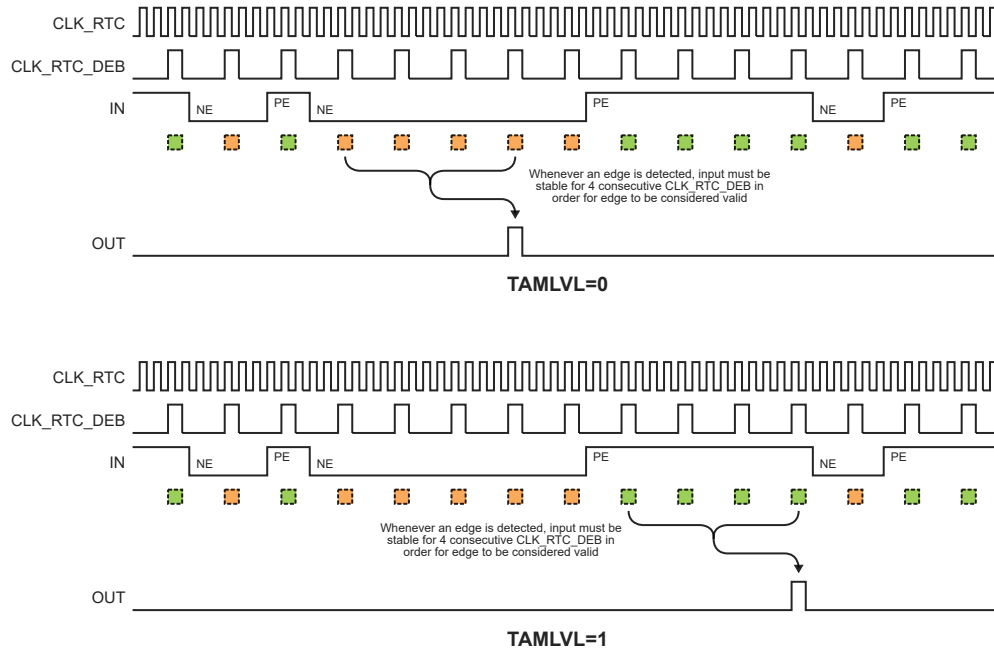 CLK_RTC
CLK_RTC_DEB
IN
NE
PE
NE
PE
NE
PE
Whenever an edge is detected, input must be
stable for 4 consecutive CLK_RTC_DEB in
order for edge to be considered valid
OUT
TAMLVL=0
CLK_RTC
CLK_RTC_DEB
IN
NE
PE
NE
PE
NE
PE
Whenever an edge is detected, input must be
stable for 4 consecutive CLK_RTC_DEB in
order for edge to be considered valid
OUT
TAMLVL=1